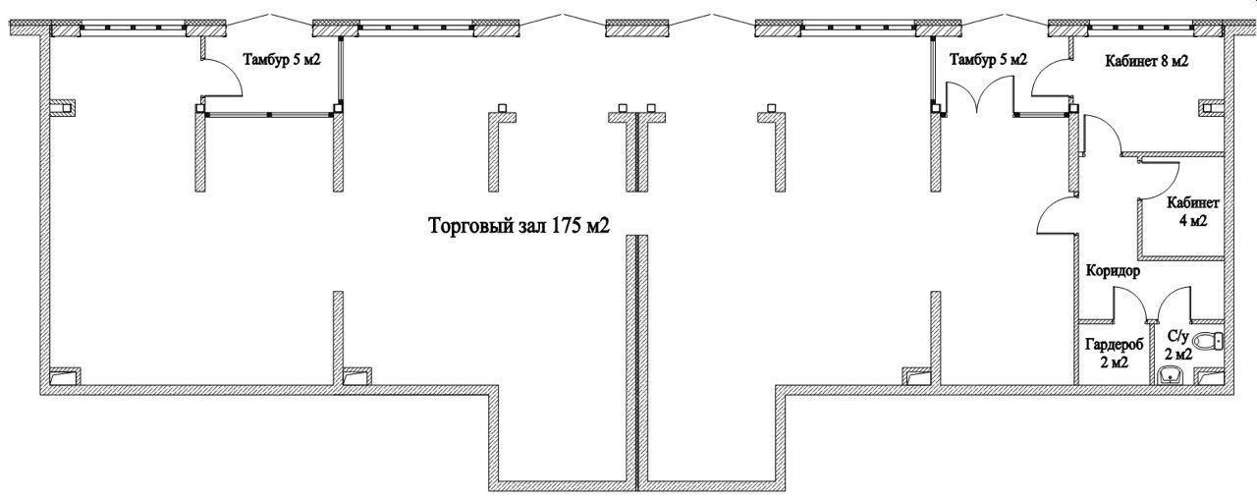 Тамбур 5 м2
Тамбур 5 м2
Кабинет 8 м2
Кабинет
4 м2
Торговый зал 175 м2
Коридор
Гардероб
2 м2
С/у
2 м2